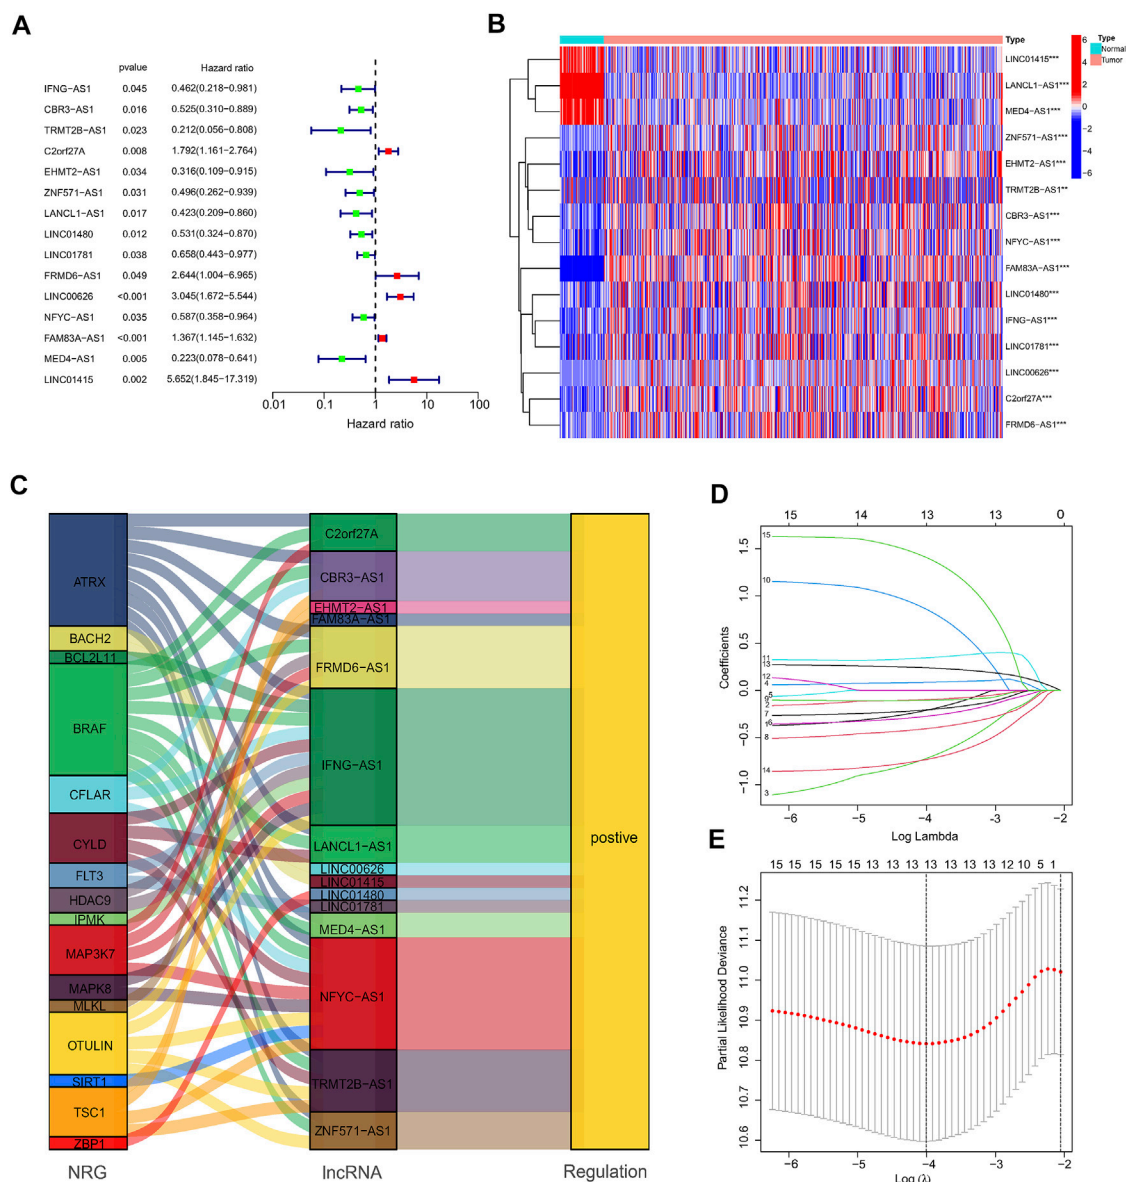 A
pvalue Hazard ratio
IFNG−AS1 0.045 0.462(0.218−0.981)
CBR3−AS1 0.016 0.525(0.310−0.889)
TRMT2B−AS1 0.023 0.212(0.056−0.808)
C2orf27A 0.008 1.792(1.161−2.764)
EHMT2−AS1 0.034 0.316(0.109−0.915)
ZNF571−AS1 0.031 0.496(0.262−0.939)
LANCL1−AS1 0.017 0.423(0.209−0.860)
LINC01480 0.012 0.531(0.324−0.870)
LINC01781 0.038 0.658(0.443−0.977)
FRMD6−AS1 0.049 2.644(1.004−6.965)
LINC00626 <0.001 3.045(1.672−5.544)
NFYC−AS1 0.035 0.587(0.358−0.964)
FAM83A−AS1 <0.001 1.367(1.145−1.632)
MED4−AS1 0.005 0.223(0.078−0.641)
LINC01415 0.002 5.652(1.845−17.319)
0.01 0.1 1 10 100
Hazard ratio
B
Type
LINC01415***
LANCL1−AS1***
MED4−AS1***
ZNF571−AS1***
EHMT2−AS1***
TRMT2B−AS1**
CBR3−AS1***
NFYC−AS1***
FAM83A−AS1***
LINC01480***
IFNG−AS1***
LINC01781***
LINC00626***
C2orf27A***
FRMD6−AS1***
6
4
2
0
−2
−4
−6
Type
Normal
Tumor
C
ATRX
BACH2
BCL2L11
BRAF
CFLAR
CYLD
FLT3
HDAC9
IPMK
MAP3K7
MAPK8
MLKL
OTULIN
SIRT1
TSC1
ZBP1
NRG
C2orf27A
CBR3−AS1
EHMT2−AS1
FAM83A−AS1
FRMD6−AS1
IFNG−AS1
LANCL1−AS1
LINC00626
LINC01415
LINC01480
LINC01781
MED4−AS1
NFYC−AS1
TRMT2B−AS1
ZNF571−AS1
lncRNA
postive
Regulation
D
15 14 13 13 0
Coefficients
1.5
1.0
0.5
0.0
−0.5
−1.0
15
10
11
13
12
4
5
2
7
8
14
3
−6 −5 −4 −3 −2
Log Lambda
E
15 15 15 15 15 13 13 13 13 13 13 13 12 10 5 1
Partial Likelihood Deviance
11.2
11.1
11.0
10.9
10.8
10.7
10.6
−6 −5 −4 −3 −2
Log (λ)